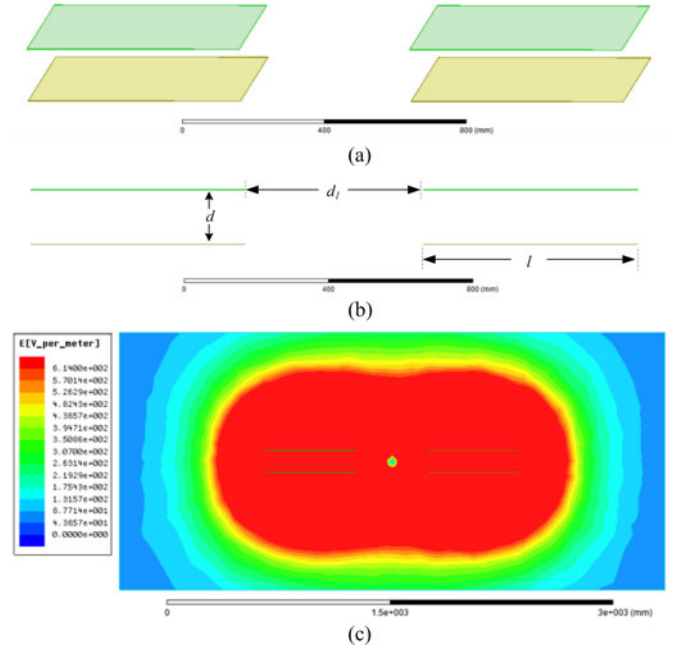 0 400 800 (mm)
(a)
d₁
d
l
0 400 800 (mm)
(b)
E[V_per_meter]
6.1400e+002
5.7014e+002
5.2629e+002
4.8243e+002
4.3857e+002
3.9471e+002
3.5086e+002
3.0700e+002
2.6314e+002
2.1929e+002
1.7543e+002
1.3157e+002
8.7714e+001
4.3857e+001
0.0000e+000
0 1.5e+003 3e+003 (mm)
(c)